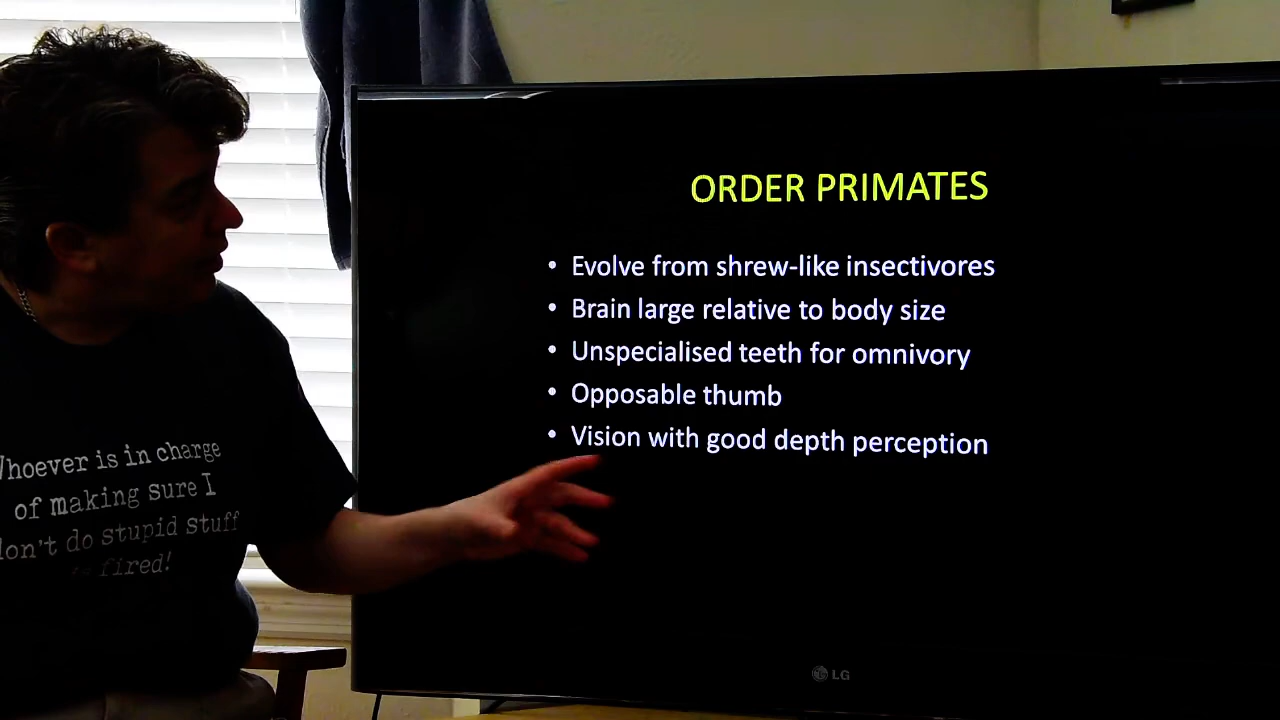 ORDER PRIMATES
• Evolve from shrew-like insectivores
• Brain large relative to body size
• Unspecialised teeth for omnivory
• Opposable thumb
• Vision with good depth perception
Whoever is in charge
of making sure I
don't do stupid stuff
is fired!
LG